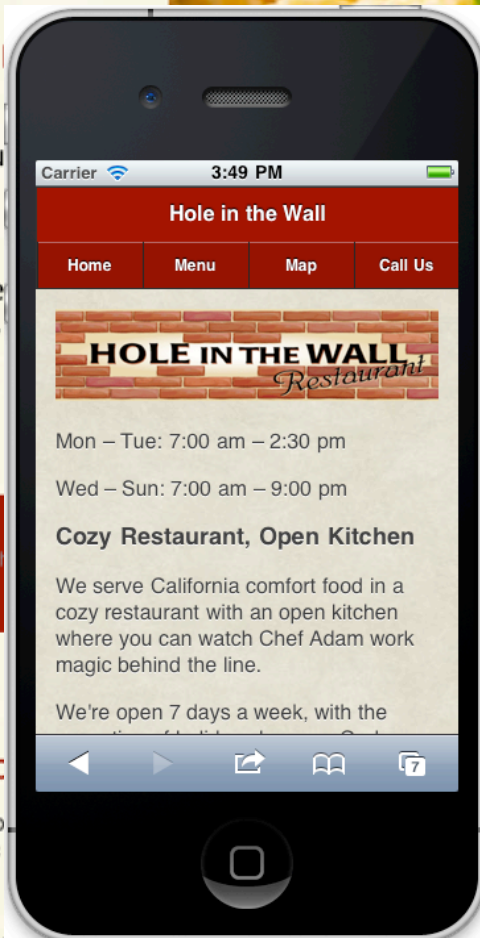 Carrier 3:49 PM
Hole in the Wall
Home Menu Map Call Us
HOLE IN THE WALL
Restaurant
Mon – Tue: 7:00 am – 2:30 pm
Wed – Sun: 7:00 am – 9:00 pm
Cozy Restaurant, Open Kitchen
We serve California comfort food in a
cozy restaurant with an open kitchen
where you can watch Chef Adam work
magic behind the line.
We're open 7 days a week, with the
7